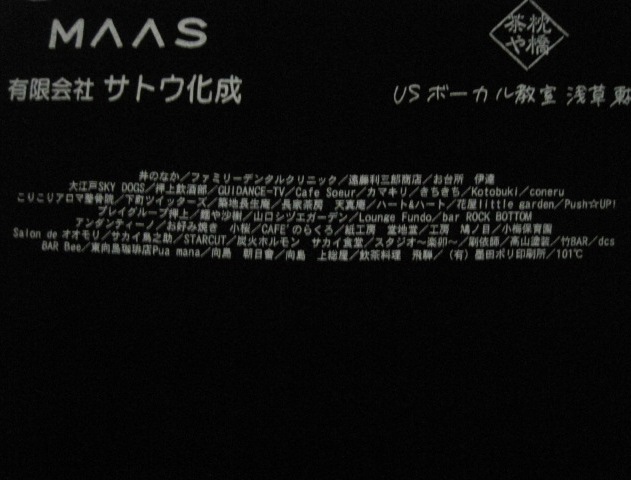 MAAS
茶や
枕橋
有限会社 サトウ化成
USボーカル教室 浅草
丼のなか／ファミリーデンタルクリニック／遠藤利三郎商店／お台所 伊達
大江戸SKY DOGS／押上飲酒部／GUIDANCE-TV／Cafe Soeur／カマキリ／きちきち／Kotobuki／coneru
こりこりアロマ整骨院／下町ツイッターズ／築地長生庵／長家茶房 天真庵／ハート&ハート／花屋little garden／Push☆UP!
プレイグループ押上／麺や沙樹／山口シヅエガーデン／Lounge Fundo／bar ROCK BOTTOM
アンダンティーノ／お好み焼き 小桜／CAFE'のらくろ／紙工房 堂地堂／工房 鳩ノ目／小梅保育園
Salon de オオモリ／サカイ鳥之助／STARCUT／炭火ホルモン サカイ食堂／スタジオ～楽卯～／刷依師／高山塗装／竹BAR／dcs
BAR Bee／東向島珈琲店Pua mana／向島 朝日會／向島 上総屋／飲茶料理 飛騨／（有）墨田ポリ印刷所／101℃